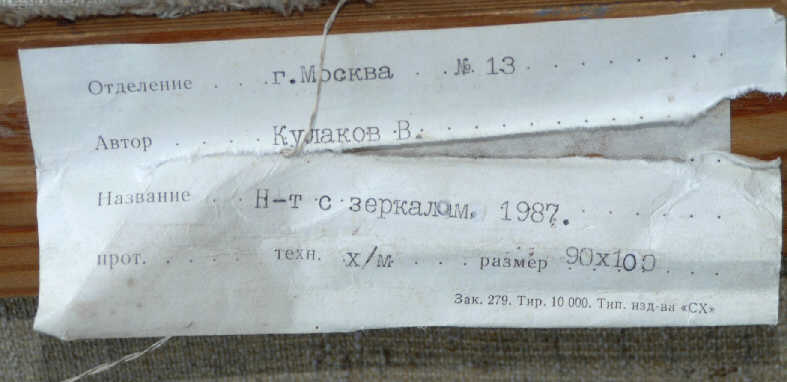 Отделение . . . г.Москва . . № 13 . . . . . . .
Автор . . . . Кулаков В. . . . . . . . .
Название . . Н-т с зеркалом. 1987. . . . . . .
прот. . . . . техн. х/м . . . размер 90х100 . . .
Зак. 279. Тир. 10 000. Тип. изд-ва «СХ»